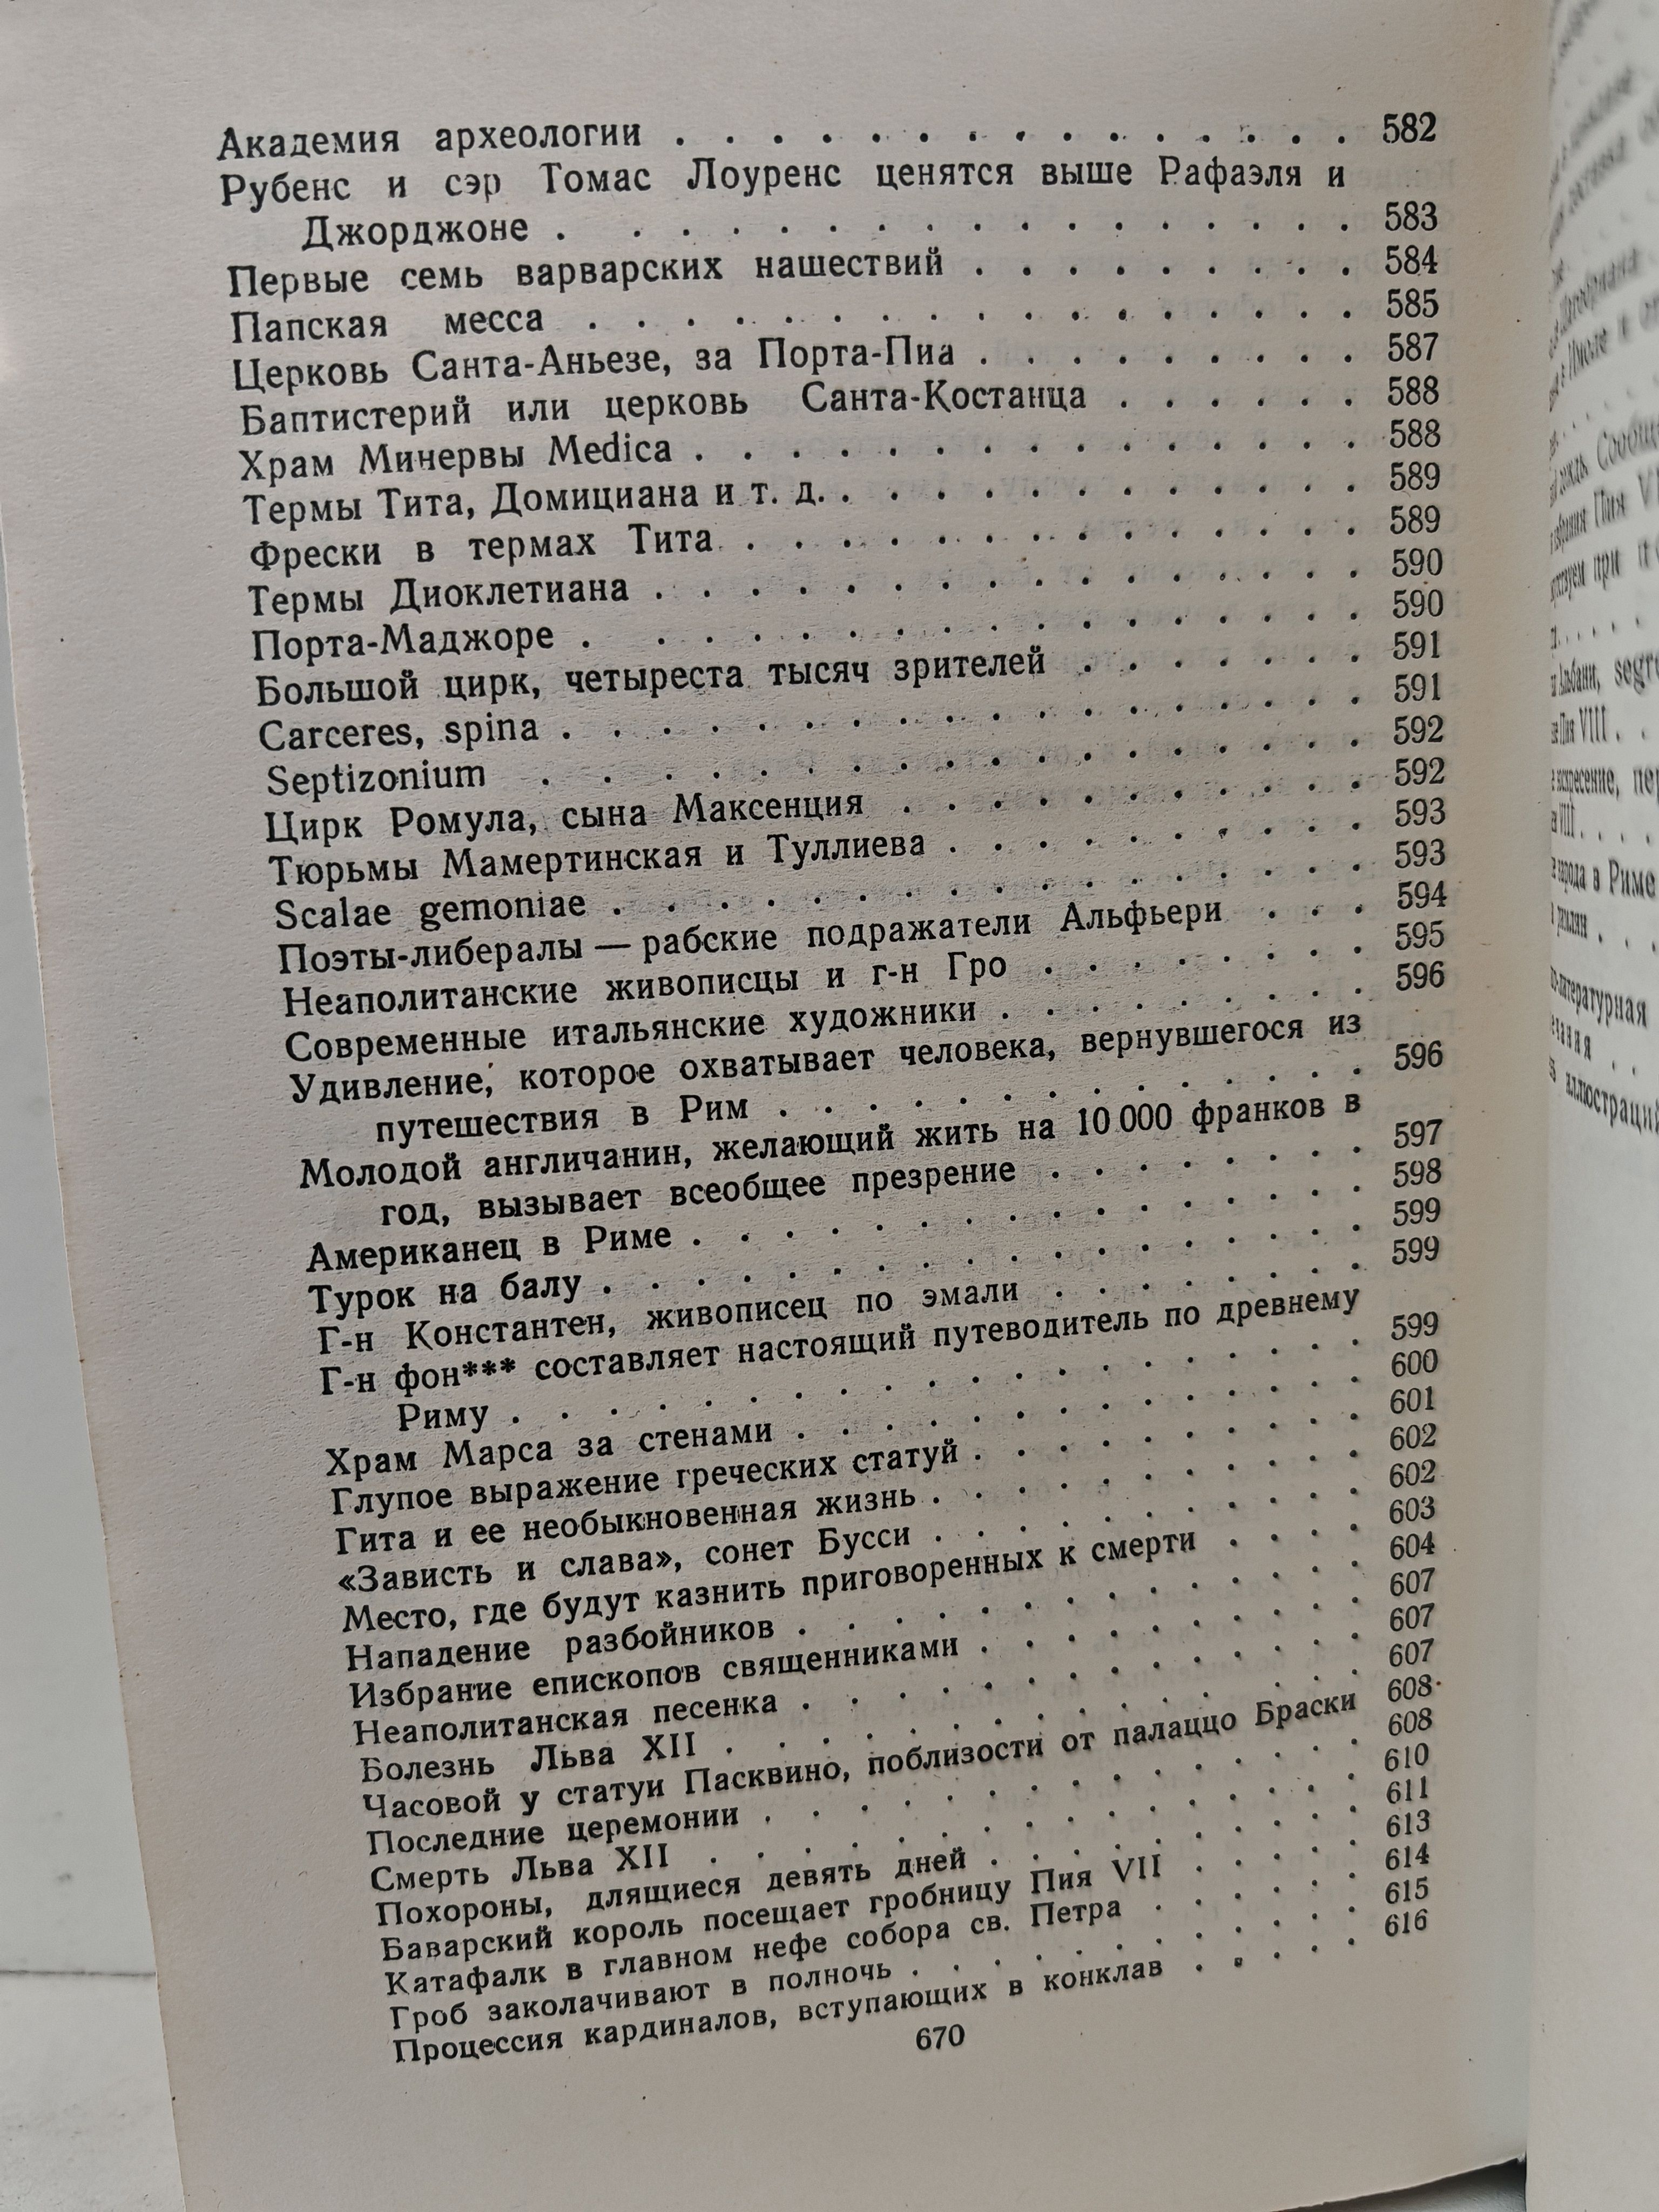 Академия археологии . . . . . . . . . . . . . . . 582
Рубенс и сэр Томас Лоуренс ценятся выше Рафаэля и
Джорджоне . . . . . . . . . . . . . . . . 583
Первые семь варварских нашествий . . . . . . . . . 584
Папская месса . . . . . . . . . . . . . . . . 585
Церковь Санта-Аньезе, за Порта-Пиа . . . . . . . . . 587
Баптистерий или церковь Санта-Костанца . . . . . . 588
Храм Минервы Medica . . . . . . . . . . . . . . 588
Термы Тита, Домициана и т. д. . . . . . . . . . . . 589
Фрески в термах Тита . . . . . . . . . . . . . . 589
Термы Диоклетиана . . . . . . . . . . . . . . . 590
Порта-Маджоре . . . . . . . . . . . . . . . . 590
Большой цирк, четыреста тысяч зрителей . . . . . . . 591
Carceres, spina . . . . . . . . . . . . . . . . 591
Septizonium . . . . . . . . . . . . . . . . 592
Цирк Ромула, сына Максенция . . . . . . . . . . 592
Тюрьмы Мамертинская и Туллиева . . . . . . . . . 593
Scalae gemoniae . . . . . . . . . . . . . . . . 593
Поэты-либералы — рабские подражатели Альфьери . . . 594
Неаполитанские живописцы и г-н Гро . . . . . . . . 595
Современные итальянские художники . . . . . . . . 596
Удивление, которое охватывает человека, вернувшегося из
путешествия в Рим . . . . . . . . . . . . . 596
Молодой англичанин, желающий жить на 10 000 франков в
год, вызывает всеобщее презрение . . . . . . . . 597
Американец в Риме . . . . . . . . . . . . . . . 598
Турок на балу . . . . . . . . . . . . . . . . . 599
Г-н Константен, живописец по эмали . . . . . . . . 599
Г-н фон*** составляет настоящий путеводитель по древнему
Риму . . . . . . . . . . . . . . . . . . . 599
Храм Марса за стенами . . . . . . . . . . . . . 600
Глупое выражение греческих статуй . . . . . . . . . 601
Гита и ее необыкновенная жизнь . . . . . . . . . . 602
«Зависть и слава», сонет Бусси . . . . . . . . . . 602
Место, где будут казнить приговоренных к смерти . . . . 603
Нападение разбойников . . . . . . . . . . . . . 604
Избрание епископов священниками . . . . . . . . . 607
Неаполитанская песенка . . . . . . . . . . . . . 607
Болезнь Льва XII . . . . . . . . . . . . . . . 607
Часовой у статуи Пасквино, поблизости от палаццо Браски 608
Последние церемонии . . . . . . . . . . . . . . 608
Смерть Льва XII . . . . . . . . . . . . . . . 610
Похороны, длящиеся девять дней . . . . . . . . . 611
Баварский король посещает гробницу Пия VII . . . . . 613
Катафалк в главном нефе собора св. Петра . . . . . 614
Гроб заколачивают в полночь . . . . . . . . . . . 615
Процессия кардиналов, вступающих в конклав . . . . . 616
670
при
segre
VIII . .
города в Риме